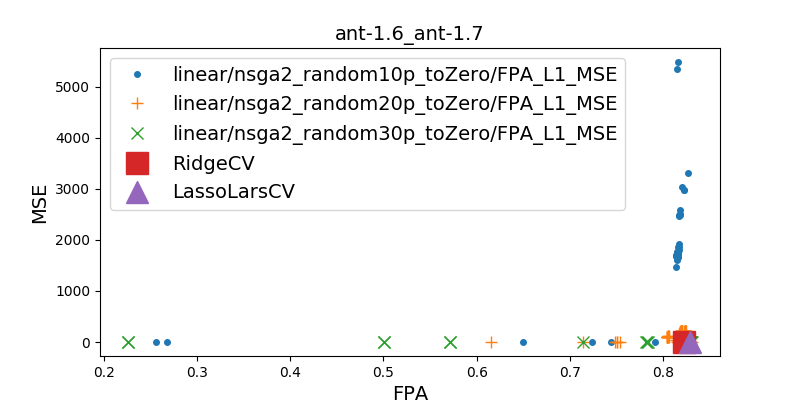 ant-1.6_ant-1.7
linear/nsga2_random10p_toZero/FPA_L1_MSE
linear/nsga2_random20p_toZero/FPA_L1_MSE
linear/nsga2_random30p_toZero/FPA_L1_MSE
RidgeCV
LassoLarsCV
MSE
5000
4000
3000
2000
1000
0
0.2 0.3 0.4 0.5 0.6 0.7 0.8
FPA